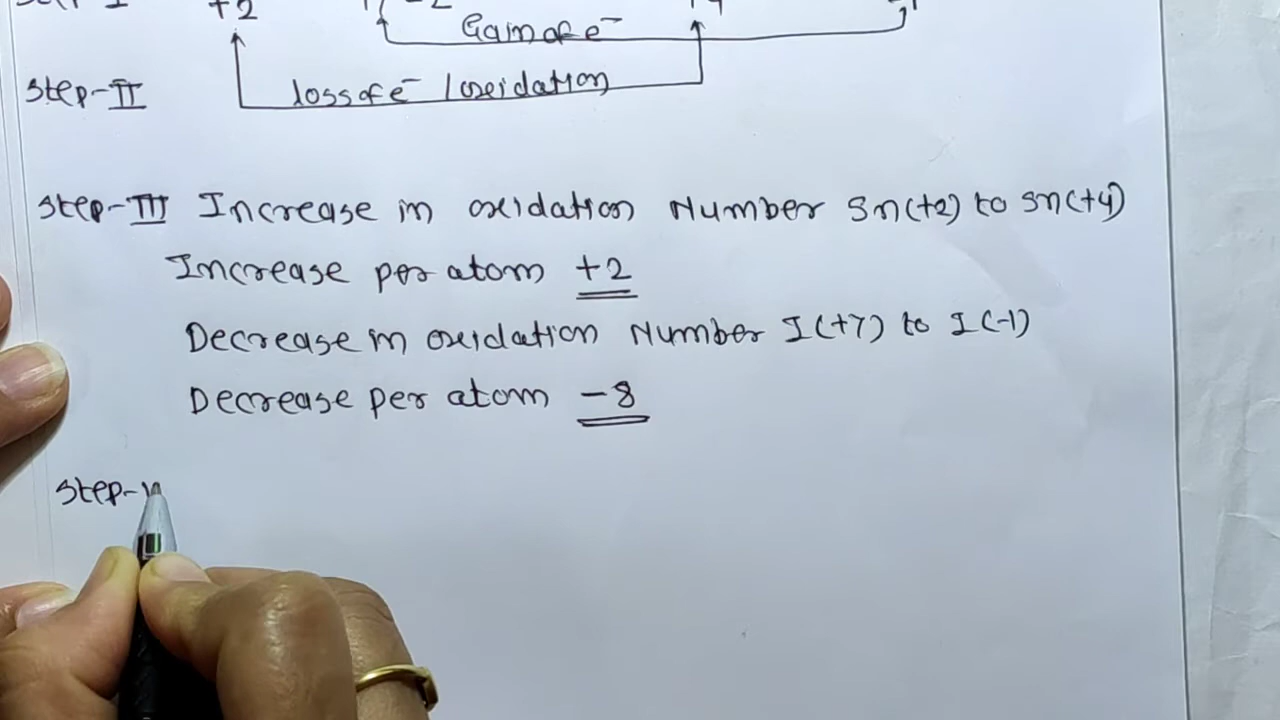 +2
Gain of e⁻
Step-II loss of e⁻ / oxidation
Step-III Increase in oxidation Number Sn(+2) to Sn(+4)
Increase per atom +2
Decrease in oxidation Number I(+7) to I(-1)
Decrease per atom -8
Step-